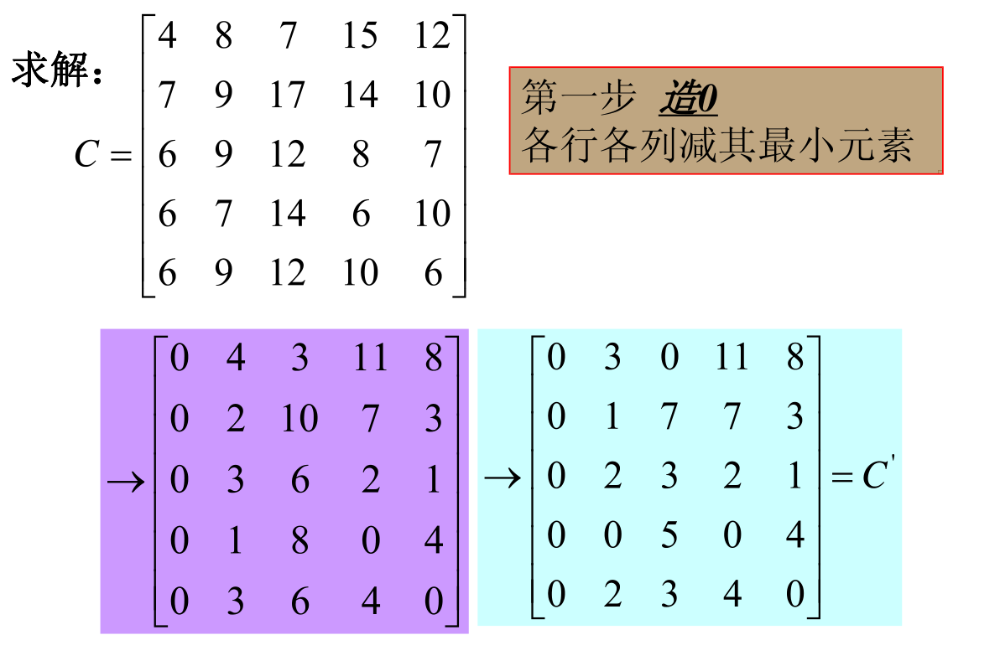 求解：
C = [4 8 7 15 12
7 9 17 14 10
6 9 12 8 7
6 7 14 6 10
6 9 12 10 6]
第一步 造0
各行各列减其最小元素
→ [0 4 3 11 8
0 2 10 7 3
0 3 6 2 1
0 1 8 0 4
0 3 6 4 0]
→ [0 3 0 11 8
0 1 7 7 3
0 2 3 2 1
0 0 5 0 4
0 2 3 4 0] = C'